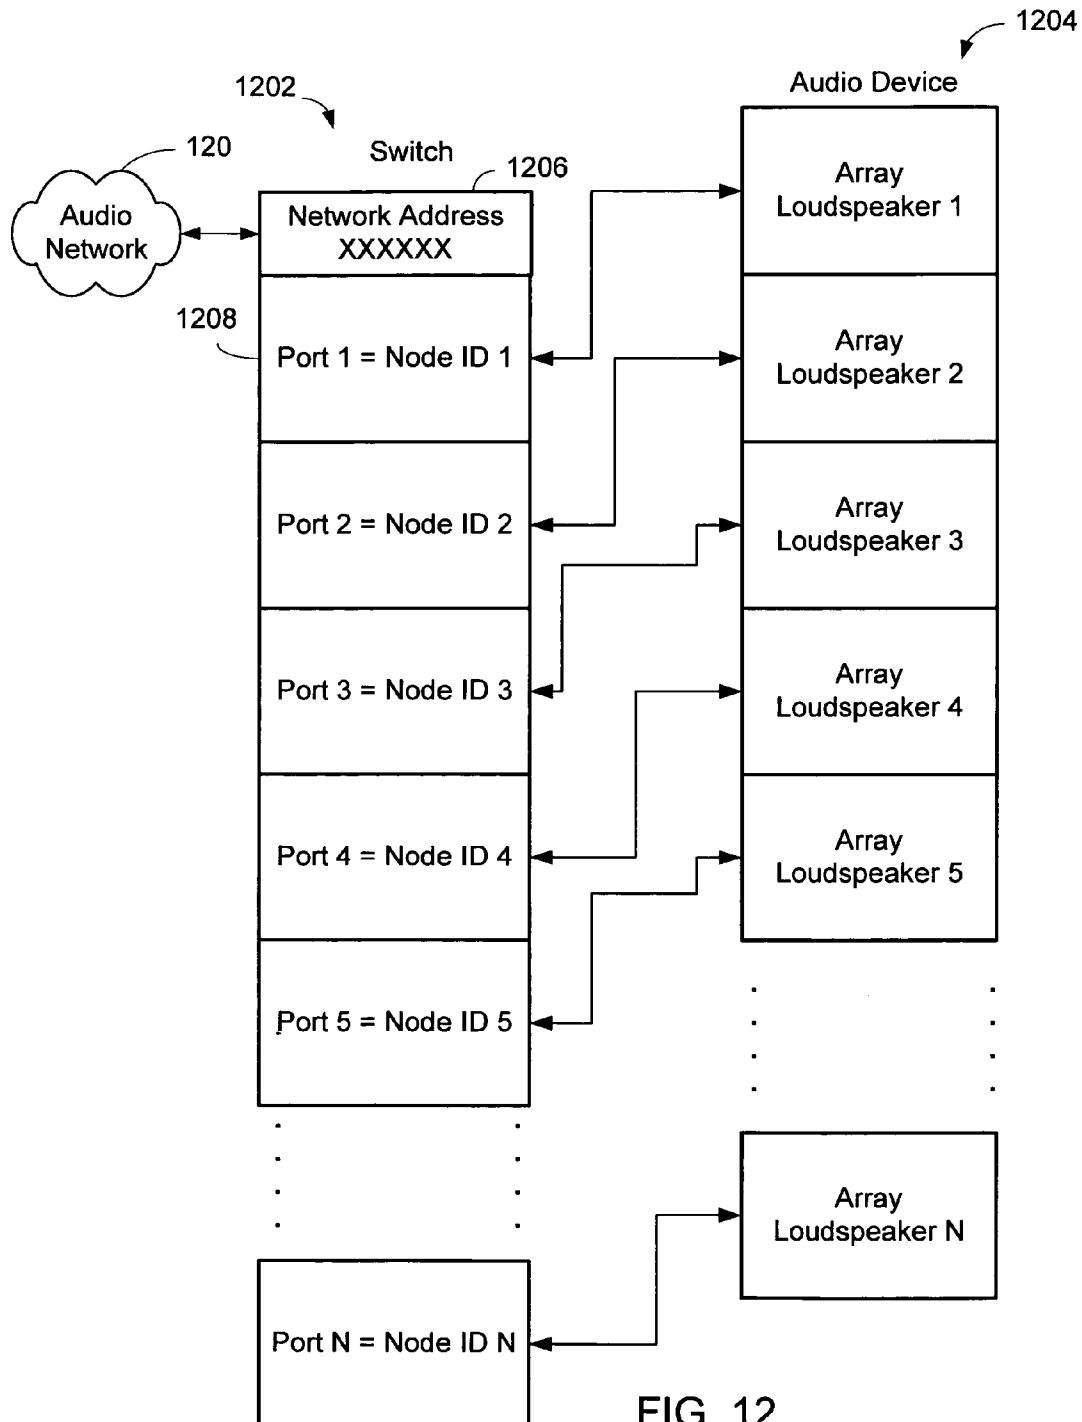 1204
Audio Device
1202
Switch
120
1206
Audio
Network
Network Address
XXXXXX
Array
Loudspeaker 1
1208
Port 1 = Node ID 1
Array
Loudspeaker 2
Port 2 = Node ID 2
Array
Loudspeaker 3
Port 3 = Node ID 3
Array
Loudspeaker 4
Port 4 = Node ID 4
Array
Loudspeaker 5
Port 5 = Node ID 5
Array
Loudspeaker N
Port N = Node ID N
FIG. 12